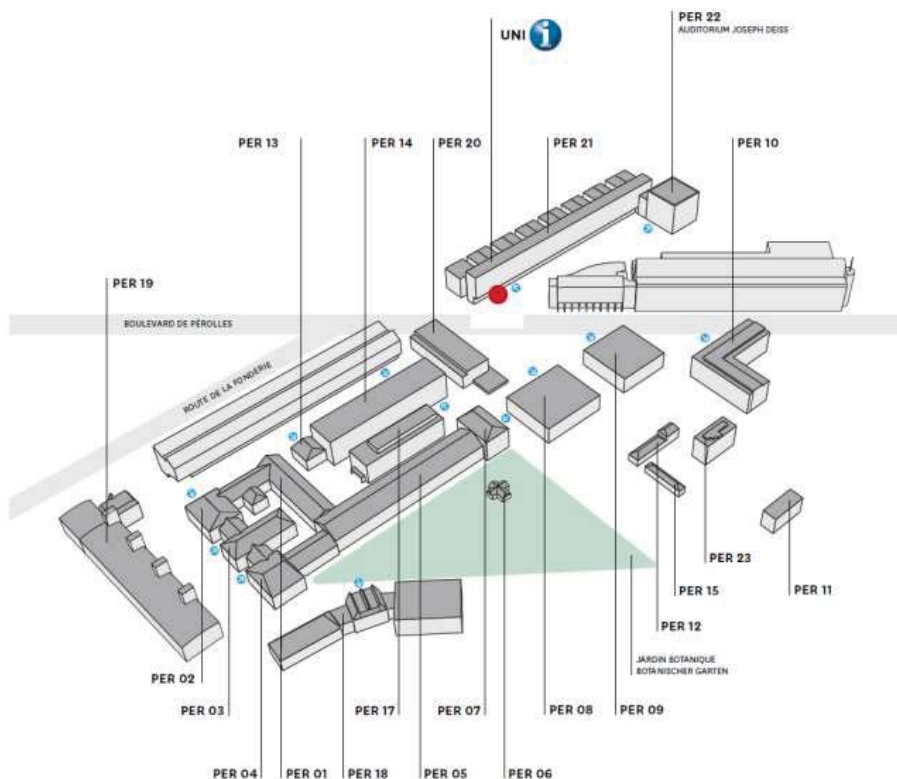 UNI i
PER 22
AUDITORIUM JOSEPH DEISS
PER 13
PER 14
PER 20
PER 21
PER 10
PER 19
BOULEVARD DE PÉROLLES
ROUTE DE LA FONDERIE
PER 23
PER 15
PER 11
PER 12
JARDIN BOTANIQUE
BOTANISCHER GARTEN
PER 02
PER 03
PER 17
PER 07
PER 08
PER 09
PER 04
PER 01
PER 18
PER 05
PER 06